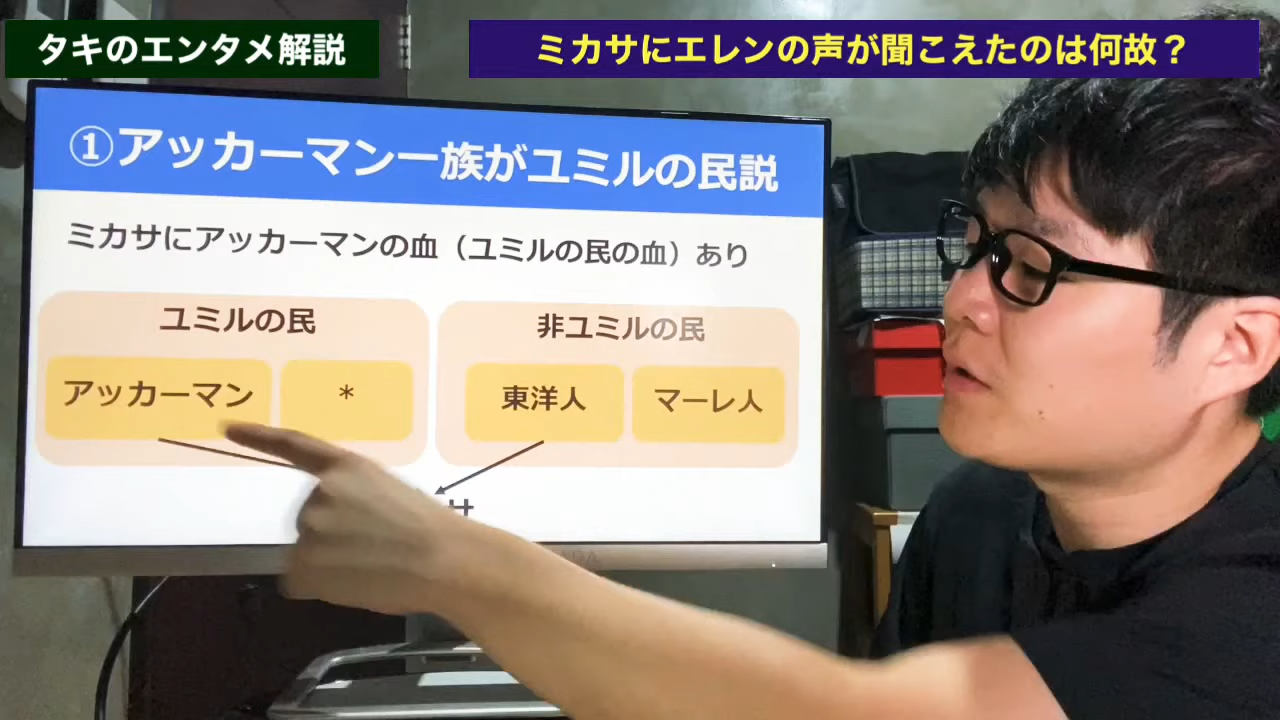 タキのエンタメ解説
ミカサにエレンの声が聞こえたのは何故？
①アッカーマン一族がユミルの民説
ミカサにアッカーマンの血（ユミルの民の血）あり
ユミルの民
非ユミルの民
アッカーマン
*
東洋人
マーレ人
サ